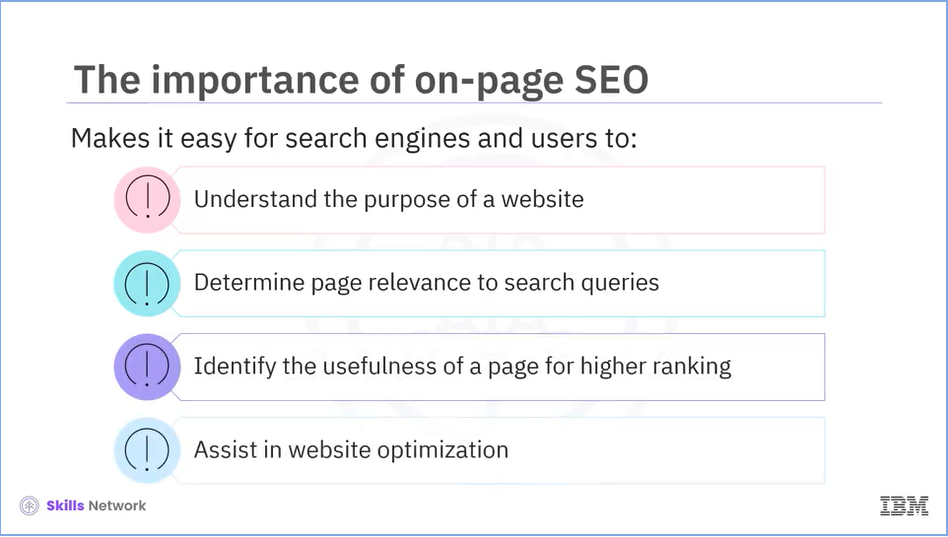 The importance of on-page SEO
Makes it easy for search engines and users to:
Understand the purpose of a website
Determine page relevance to search queries
Identify the usefulness of a page for higher ranking
Assist in website optimization
Skills Network
IBM